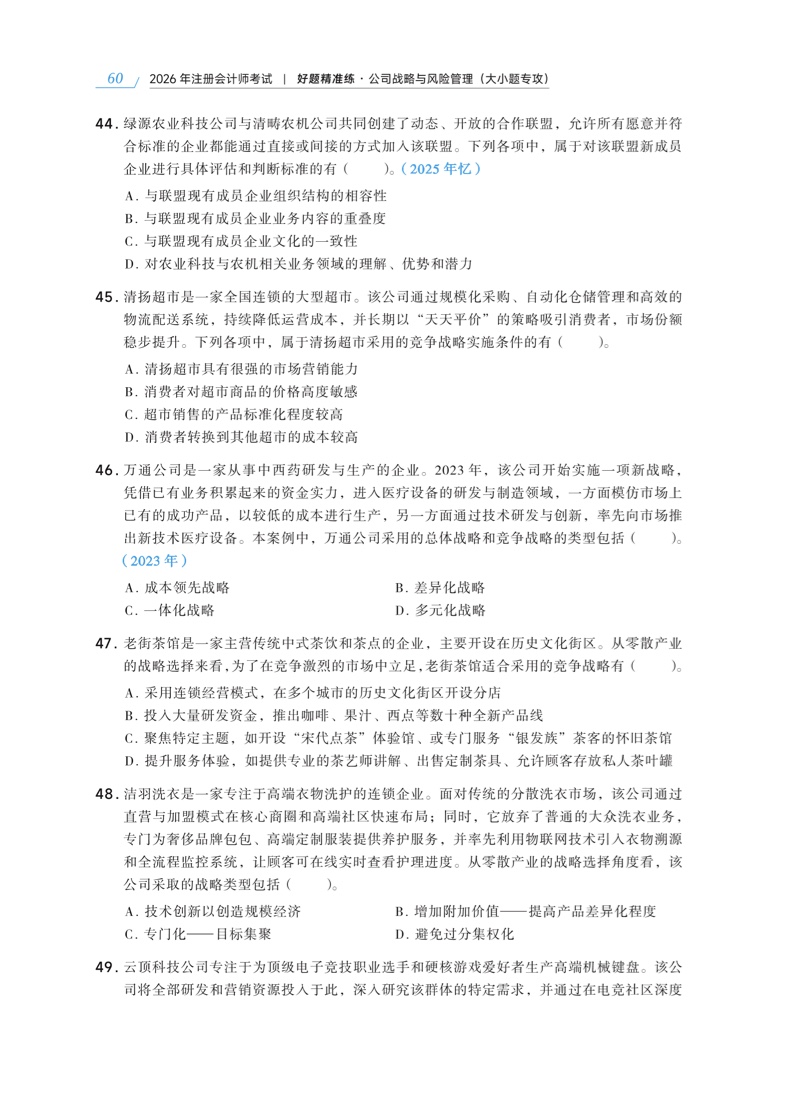 60 2026 年注册会计师考试 | 好题精准练·公司战略与风险管理（大小题专攻）
44. 绿源农业科技公司与清畴农机公司共同创建了动态、开放的合作联盟，允许所有愿意并符
合标准的企业都能通过直接或间接的方式加入该联盟。下列各项中，属于对该联盟新成员
企业进行具体评估和判断标准的有（　　）。（2025 年忆）
A. 与联盟现有成员企业组织结构的相容性
B. 与联盟现有成员企业业务内容的重叠度
C. 与联盟现有成员企业文化的一致性
D. 对农业科技与农机相关业务领域的理解、优势和潜力
45. 清扬超市是一家全国连锁的大型超市。该公司通过规模化采购、自动化仓储管理和高效的
物流配送系统，持续降低运营成本，并长期以“天天平价”的策略吸引消费者，市场份额
稳步提升。下列各项中，属于清扬超市采用的竞争战略实施条件的有（　　）。
A. 清扬超市具有很强的市场营销能力
B. 消费者对超市商品的价格高度敏感
C. 超市销售的产品标准化程度较高
D. 消费者转换到其他超市的成本较高
46. 万通公司是一家从事中西药研发与生产的企业。2023 年，该公司开始实施一项新战略，
凭借已有业务积累起来的资金实力，进入医疗设备的研发与制造领域，一方面模仿市场上
已有的成功产品，以较低的成本进行生产，另一方面通过技术研发与创新，率先向市场推
出新技术医疗设备。本案例中，万通公司采用的总体战略和竞争战略的类型包括（　　）。
（2023 年）
A. 成本领先战略 B. 差异化战略
C. 一体化战略 D. 多元化战略
47. 老街茶馆是一家主营传统中式茶饮和茶点的企业，主要开设在历史文化街区。从零散产业
的战略选择来看，为了在竞争激烈的市场中立足，老街茶馆适合采用的竞争战略有（　　）。
A. 采用连锁经营模式，在多个城市的历史文化街区开设分店
B. 投入大量研发资金，推出咖啡、果汁、西点等数十种全新产品线
C. 聚焦特定主题，如开设“宋代点茶”体验馆、或专门服务“银发族”茶客的怀旧茶馆
D. 提升服务体验，如提供专业的茶艺师讲解、出售定制茶具、允许顾客存放私人茶叶罐
48. 洁羽洗衣是一家专注于高端衣物洗护的连锁企业。面对传统的分散洗衣市场，该公司通过
直营与加盟模式在核心商圈和高端社区快速布局；同时，它放弃了普通的大众洗衣业务，
专门为奢侈品牌包包、高端定制服装提供养护服务，并率先利用物联网技术引入衣物溯源
和全流程监控系统，让顾客可在线实时查看护理进度。从零散产业的战略选择角度看，该
公司采取的战略类型包括（　　）。
A. 技术创新以创造规模经济 B. 增加附加价值——提高产品差异化程度
C. 专门化——目标集聚 D. 避免过分集权化
49. 云顶科技公司专注于为顶级电子竞技职业选手和硬核游戏爱好者生产高端机械键盘。该公
司将全部研发和营销资源投入于此，深入研究该群体的特定需求，并通过在电竞社区深度